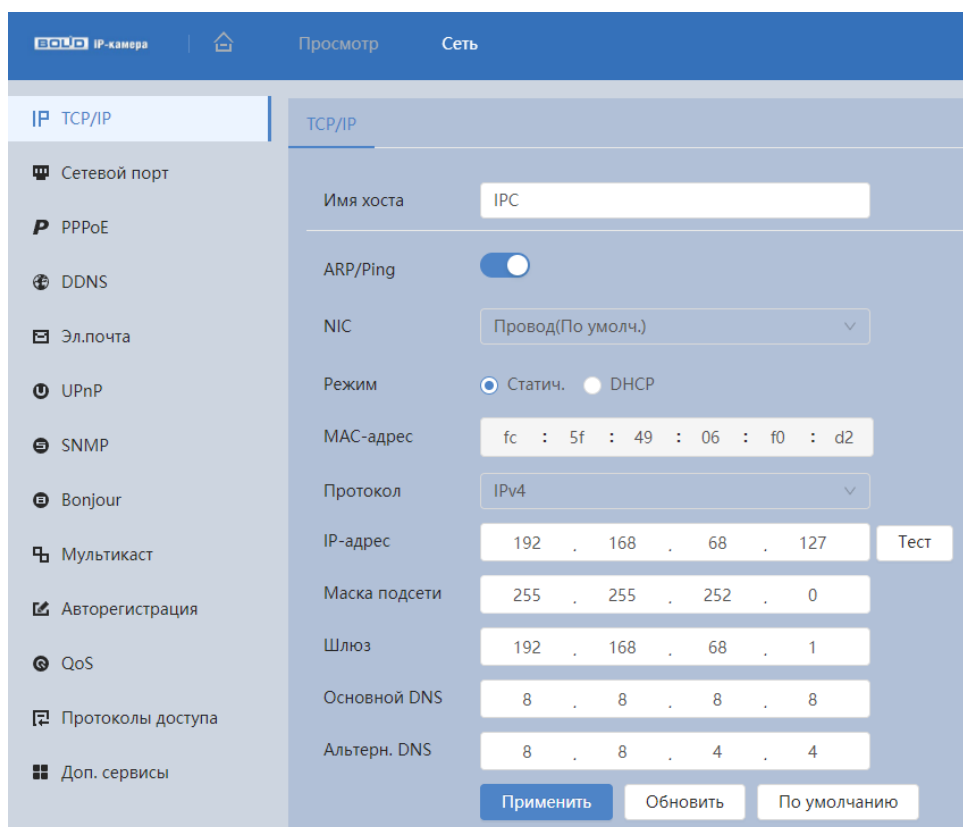 BOLID IP-камера
Просмотр
Сеть
TCP/IP
Сетевой порт
PPPoE
DDNS
Эл.почта
UPnP
SNMP
Bonjour
Мультикаст
Авторегистрация
QoS
Протоколы доступа
Доп. сервисы
TCP/IP
Имя хоста IPC
ARP/Ping
NIC Провод(По умолч.)
Режим Статич. DHCP
MAC-адрес fc : 5f : 49 : 06 : f0 : d2
Протокол IPv4
IP-адрес 192 . 168 . 68 . 127 Тест
Маска подсети 255 . 255 . 252 . 0
Шлюз 192 . 168 . 68 . 1
Основной DNS 8 . 8 . 8 . 8
Альтерн. DNS 8 . 8 . 4 . 4
Применить Обновить По умолчанию